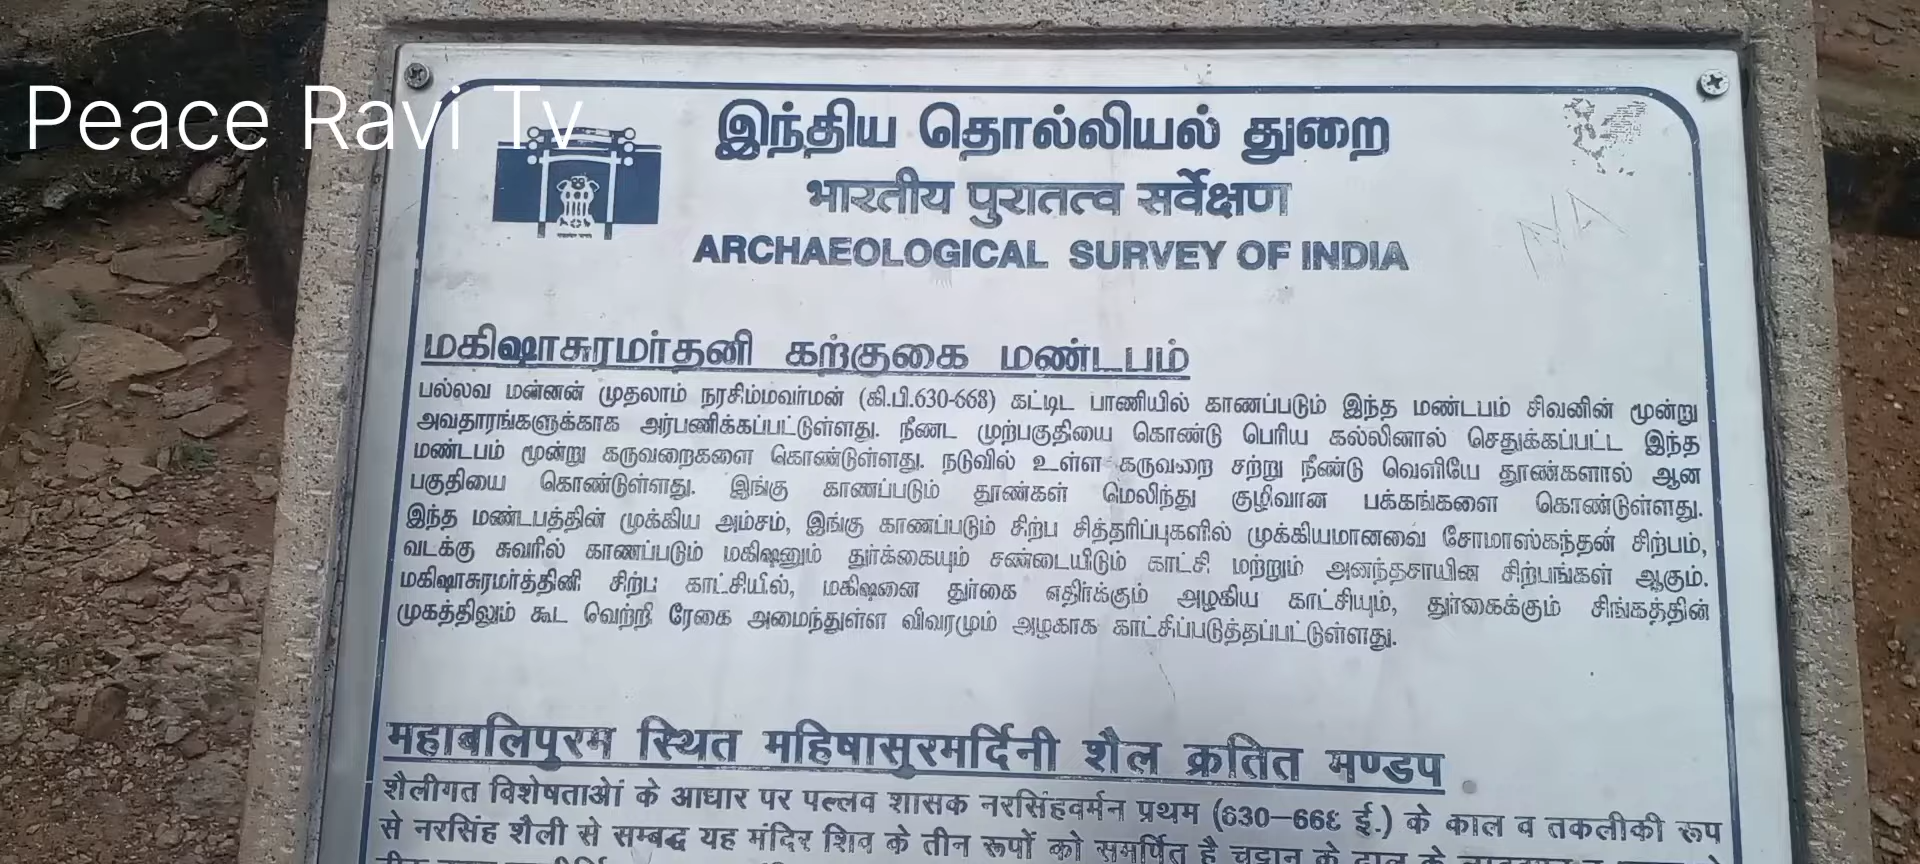 Peace Ravi Tv
இந்திய தொல்லியல் துறை
भारतीय पुरातत्व सर्वेक्षण
ARCHAEOLOGICAL SURVEY OF INDIA
மகிஷாசுரமர்தனி கற்குகை மண்டபம்
பல்லவ மன்னன் முதலாம் நரசிம்மவர்மன் (கி.பி.630-668) கட்டிட பாணியில் காணப்படும் இந்த மண்டபம் சிவனின் மூன்று
அவதாரங்களுக்காக அர்பணிக்கப்பட்டுள்ளது. நீண்ட முற்பகுதியை கொண்டு பெரிய கல்லினால் செதுக்கப்பட்ட இந்த
மண்டபம் மூன்று கருவறைகளை கொண்டுள்ளது. நடுவில் உள்ள கருவறை சற்று நீண்டு வெளியே தூண்களால் ஆன
பகுதியை கொண்டுள்ளது. இங்கு காணப்படும் தூண்கள் மெலிந்து குழிவான பக்கங்களை கொண்டுள்ளது.
இந்த மண்டபத்தின் முக்கிய அம்சம், இங்கு காணப்படும் சிற்ப சித்தரிப்புகளில் முக்கியமானவை சோமாஸ்கந்தன் சிற்பம்,
வடக்கு சுவரில் காணப்படும் மகிஷனும் துர்க்கையும் சண்டையிடும் காட்சி மற்றும் அனந்தசாயின சிற்பங்கள் ஆகும்.
மகிஷாசுரமர்த்தினி சிற்ப காட்சியில், மகிஷனை துர்கை எதிர்க்கும் அழகிய காட்சியும், துர்கைக்கும் சிங்கத்தின்
முகத்திலும் கூட வெற்றி ரேகை அமைந்துள்ள விவரமும் அழகாக காட்சிப்படுத்தப்பட்டுள்ளது.
महाबलिपुरम स्थित महिषासुरमर्दिनी शैल क्रतित मण्डप
शैलीगत विशेषताओं के आधार पर पल्लव शासक नरसिंहवर्मन प्रथम (630–668 ई.) के काल व तकलीकी रूप
से नरसिंह शैली से सम्बद्ध यह मंदिर शिव के तीन रूपों को समर्पित है चट्टान के ढाल के